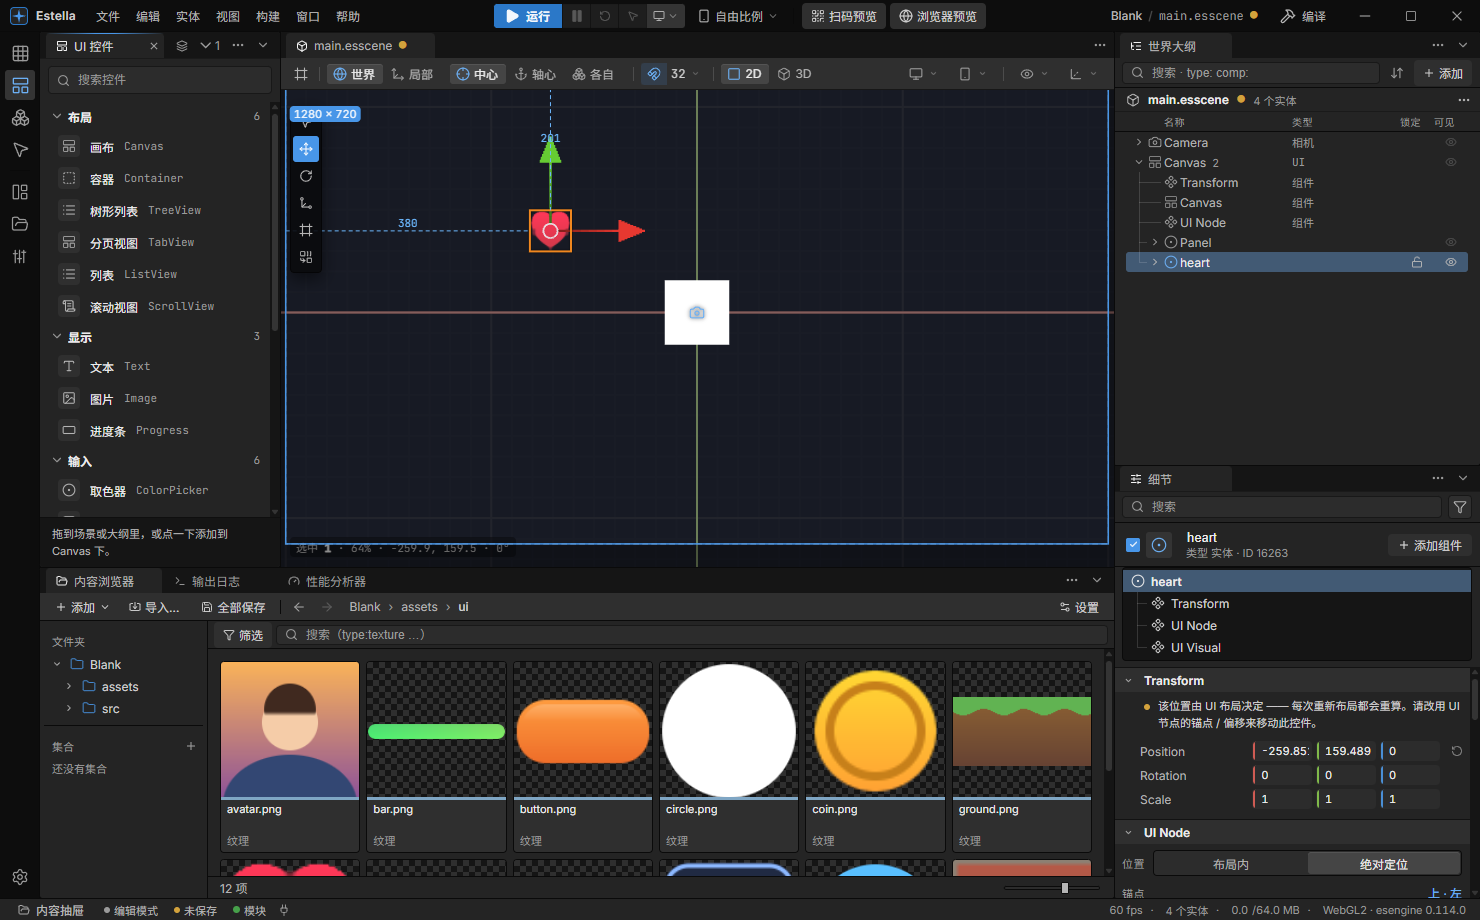 Estella 文件 编辑 实体 视图 构建 窗口 帮助 运行 自由比例 扫码预览 浏览器预览 Blank / main.esscene 编译
UI 控件 1
搜索控件
布局 6
画布 Canvas
容器 Container
树形列表 TreeView
分页视图 TabView
列表 ListView
滚动视图 ScrollView
显示 3
文本 Text
图片 Image
进度条 Progress
输入 6
取色器 ColorPicker
拖到场景或大纲里，或点一下添加到
Canvas 下。
main.esscene
世界 局部 中心 轴心 各自 32 2D 3D
1280 × 720
201
380
选中 1 · 64% · -259.9, 159.5 · 0°
世界大纲
搜索 · type: comp: 添加
main.esscene 4 个实体
名称 类型 锁定 可见
Camera 相机
Canvas 2 UI
Transform 组件
Canvas 组件
UI Node 组件
Panel
heart
细节
搜索
heart
类型 实体 · ID 16263
添加组件
heart
Transform
UI Node
UI Visual
Transform
该位置由 UI 布局决定 —— 每次重新布局都会重算。请改用 UI
节点的锚点 / 偏移来移动此控件。
Position -259.85 159.489 0
Rotation 0 0 0
Scale 1 1 1
UI Node
位置 布局内 绝对定位
锚点 上 · 左
内容浏览器 输出日志 性能分析器
添加 导入... 全部保存 Blank › assets › ui 设置
文件夹
Blank
assets
src
集合
还没有集合
筛选 搜索（type:texture ...）
avatar.png bar.png button.png circle.png coin.png ground.png
纹理 纹理 纹理 纹理 纹理 纹理
12 项
内容抽屉 编辑模式 未保存 模块 60 fps · 4 个实体 · 0.0 /64.0 MB · WebGL2 · esengine 0.114.0